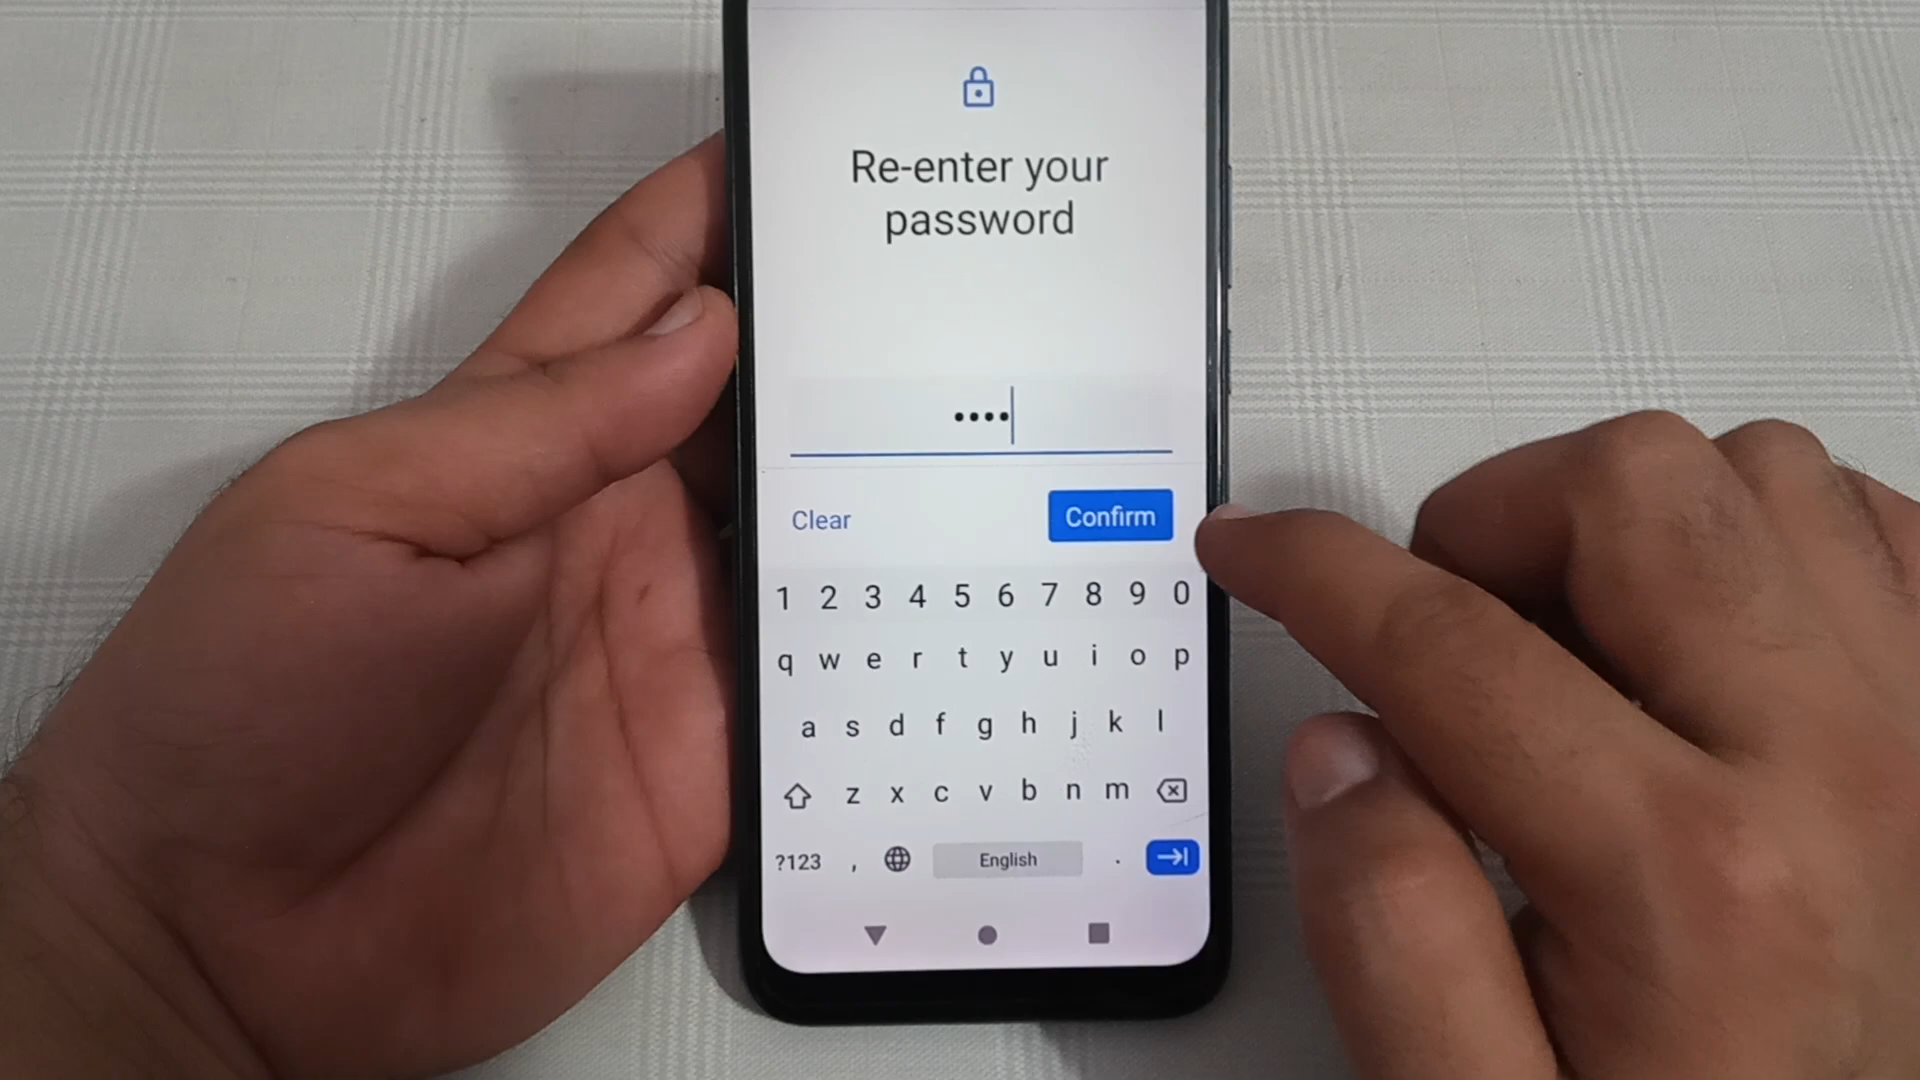 Re-enter your
password
••••
Clear Confirm
1 2 3 4 5 6 7 8 9 0
q w e r t y u i o p
a s d f g h j k l
z x c v b n m
?123 , English .